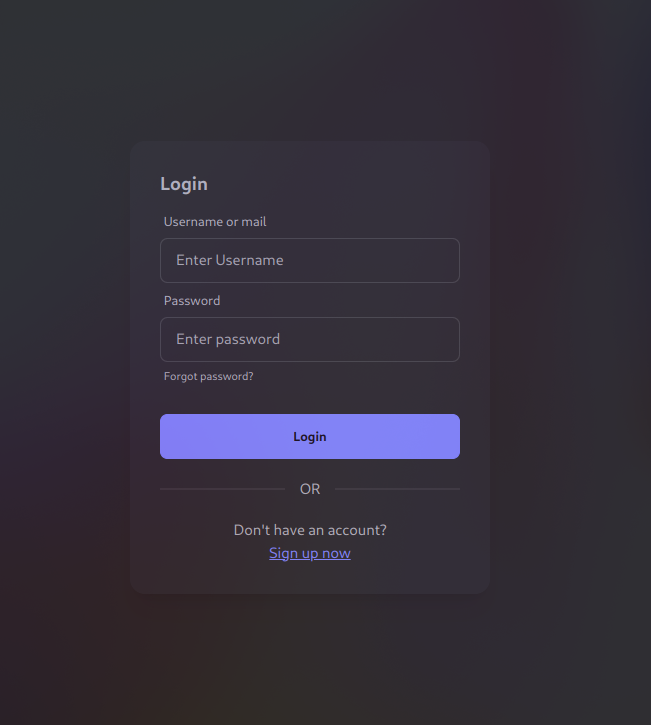 Login
Username or mail
Enter Username
Password
Enter password
Forgot password?
Login
OR
Don't have an account?
Sign up now